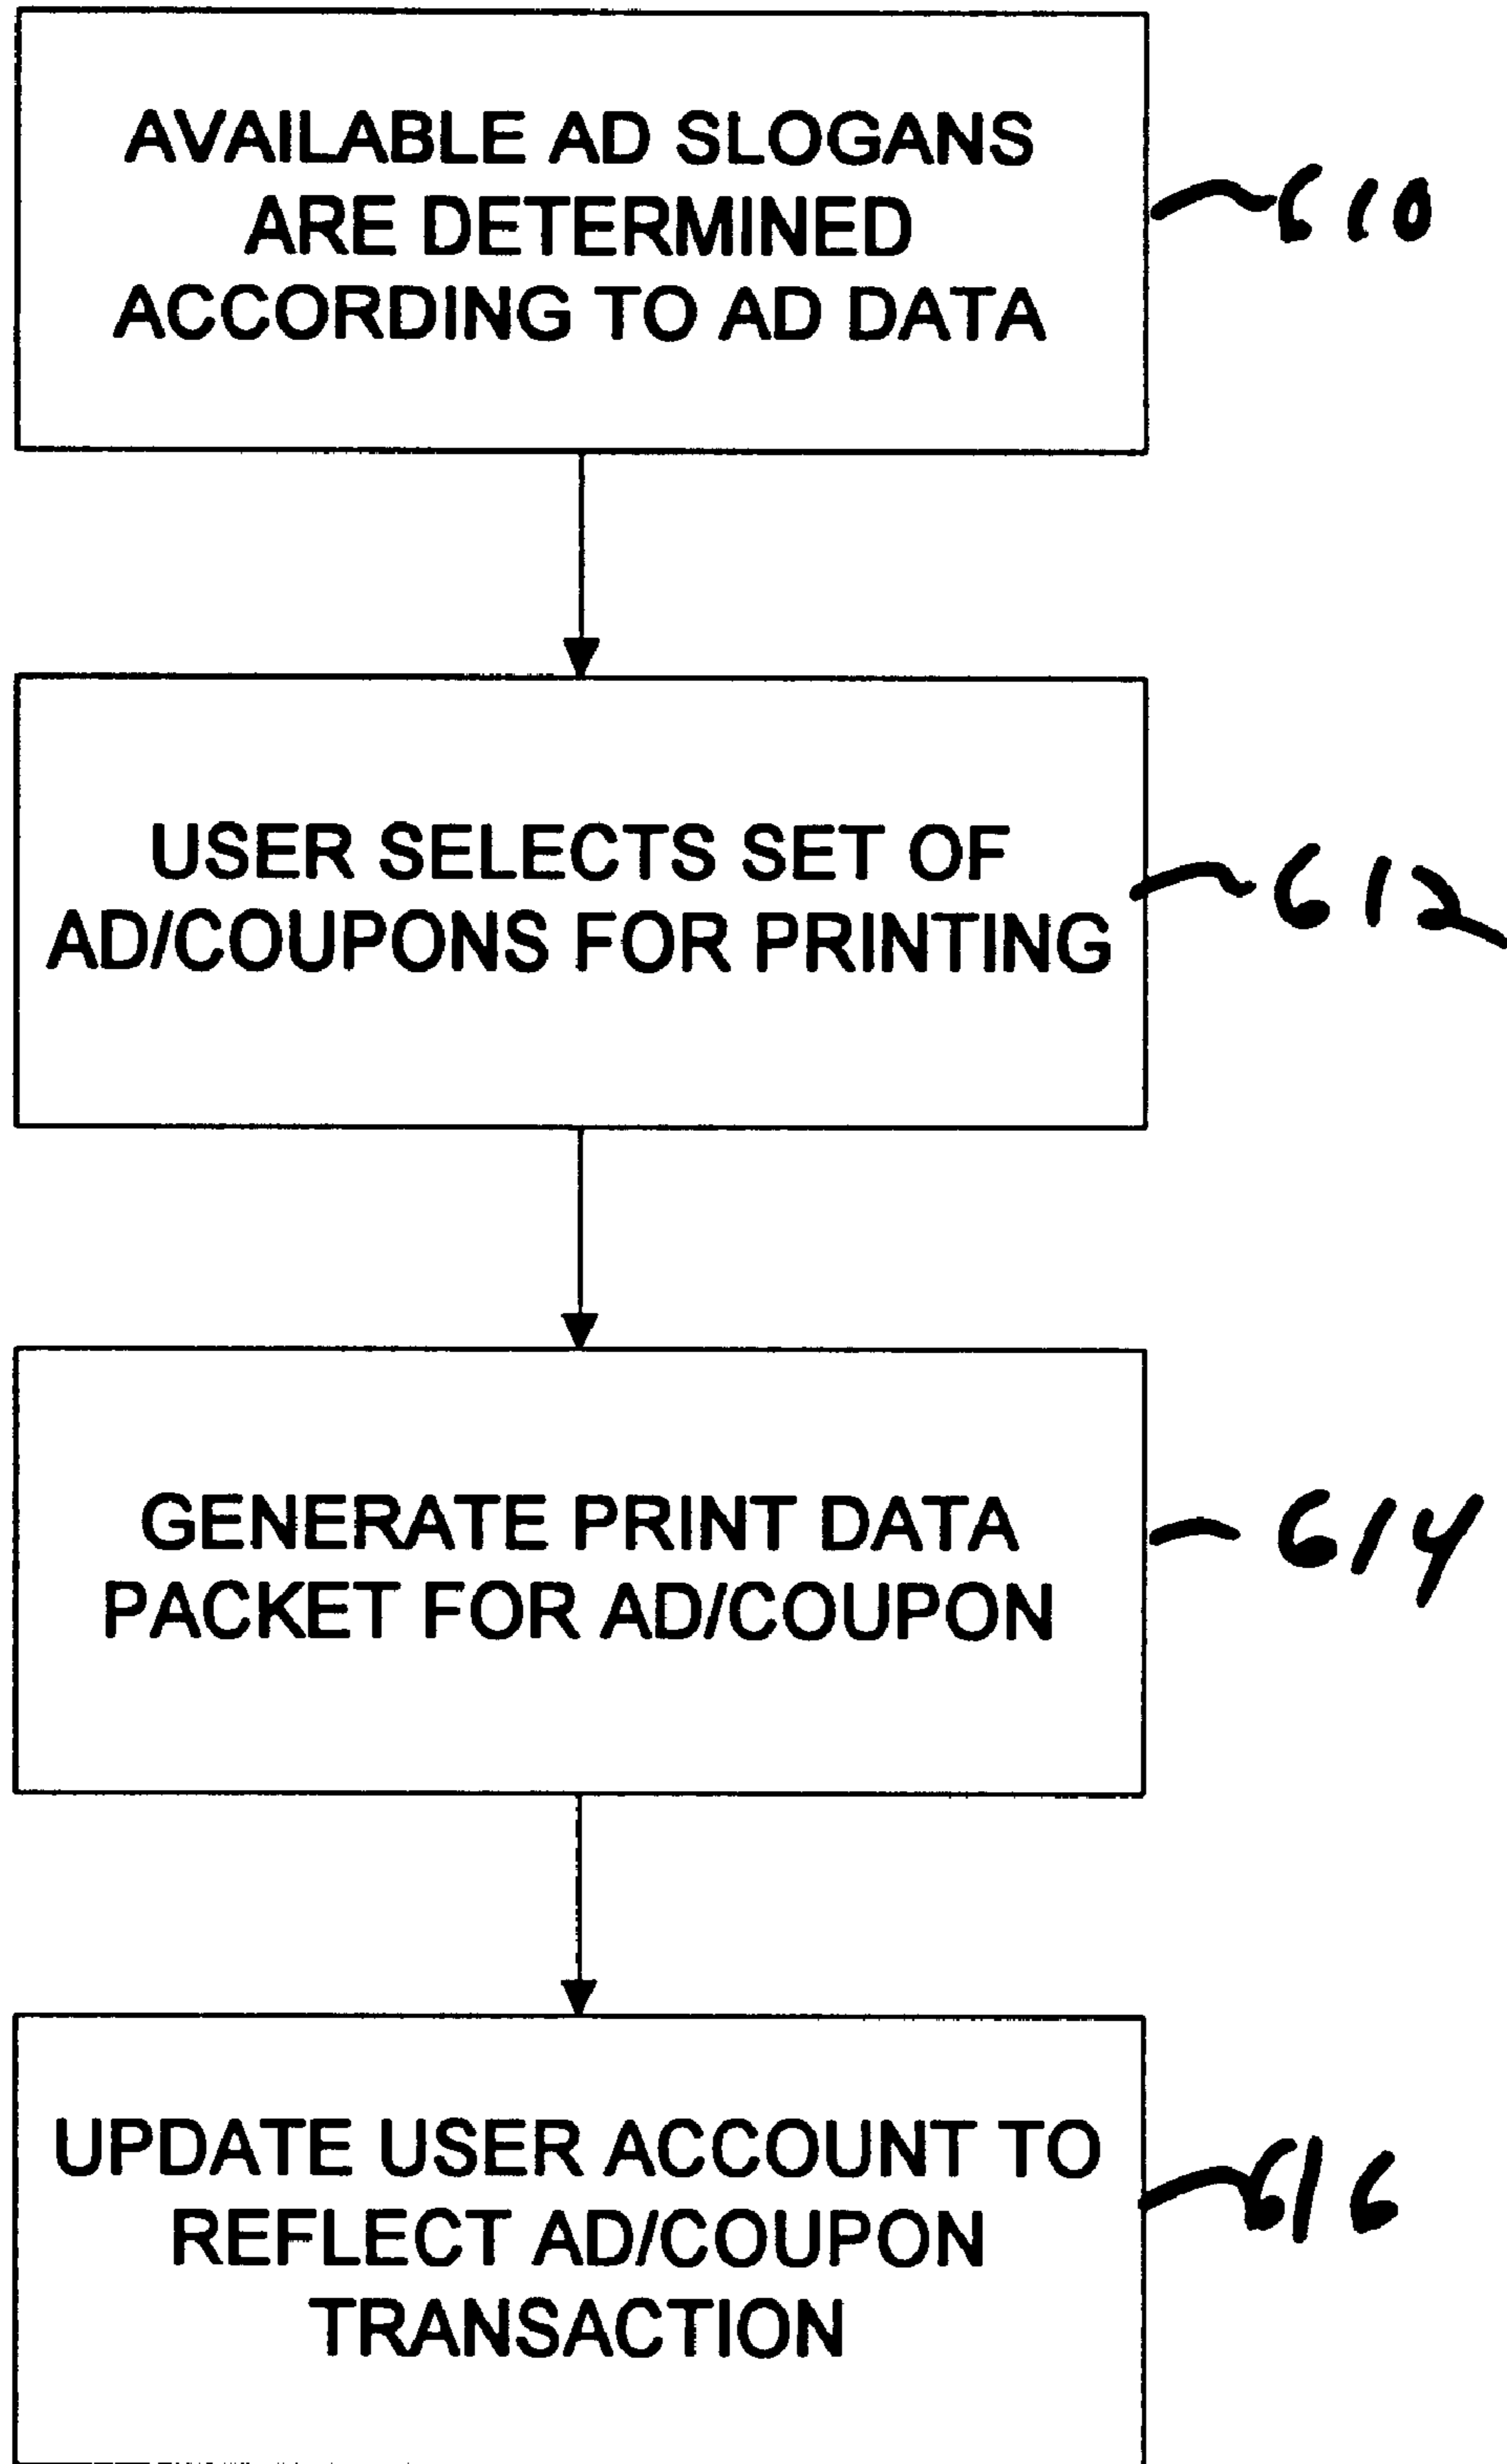 AVAILABLE AD SLOGANS
ARE DETERMINED
ACCORDING TO AD DATA
610
USER SELECTS SET OF
AD/COUPONS FOR PRINTING
612
GENERATE PRINT DATA
PACKET FOR AD/COUPON
614
UPDATE USER ACCOUNT TO
REFLECT AD/COUPON
TRANSACTION
616